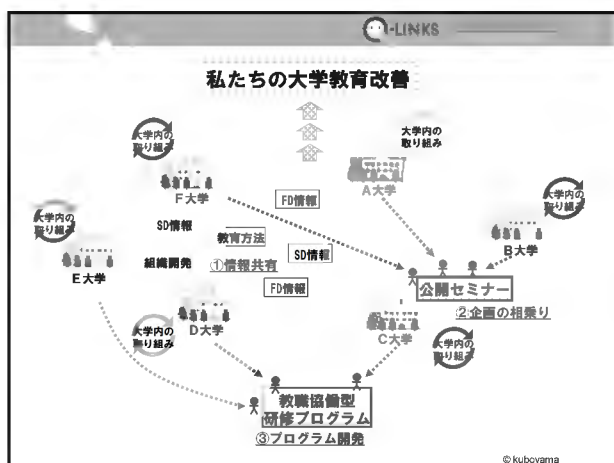 -LINKS
私たちの大学教育改善
大学内の
取り組み
F大学
大学内の
取り組み
A大学
大学内の
取り組み
B大学
大学内の
取り組み
E大学
FD情報
SD情報
教育方法
SD情報
組織開発
①情報共有
FD情報
公開セミナー
②企画の相乗り
大学内の
取り組み
D大学
C大学
大学内の
取り組み
教職協働型
研修プログラム
③プログラム開発
© kuboyama